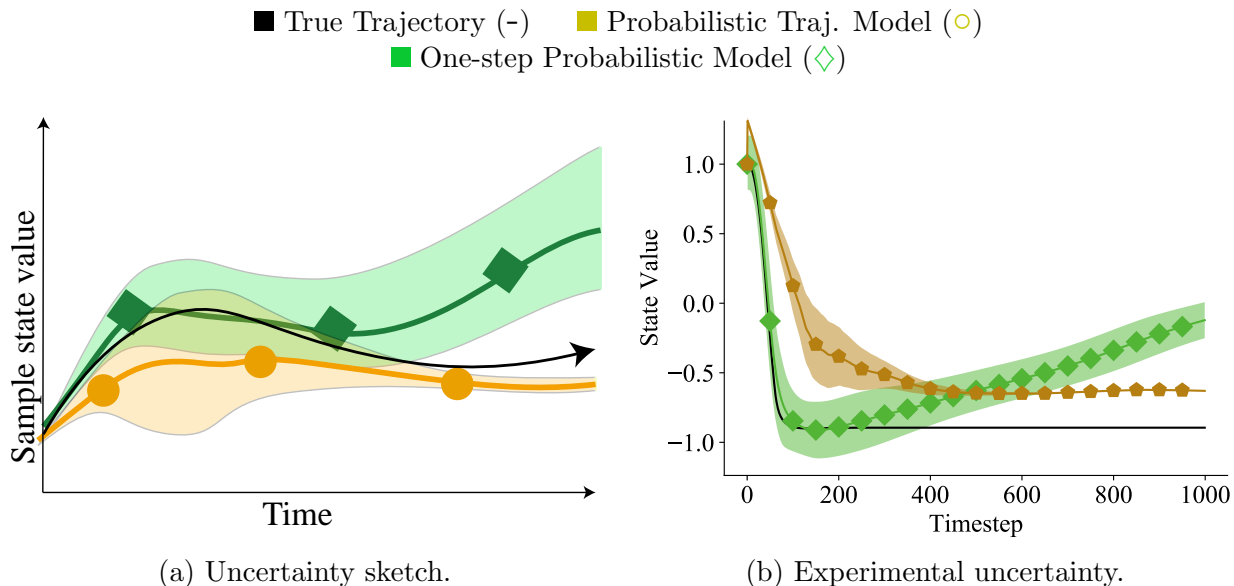 ■ True Trajectory (-) ■ Probabilistic Traj. Model (○)
■ One-step Probabilistic Model (◇)
Sample state value
Time
(a) Uncertainty sketch.
State Value
1.0
0.5
0.0
−0.5
−1.0
0 200 400 600 800 1000
Timestep
(b) Experimental uncertainty.